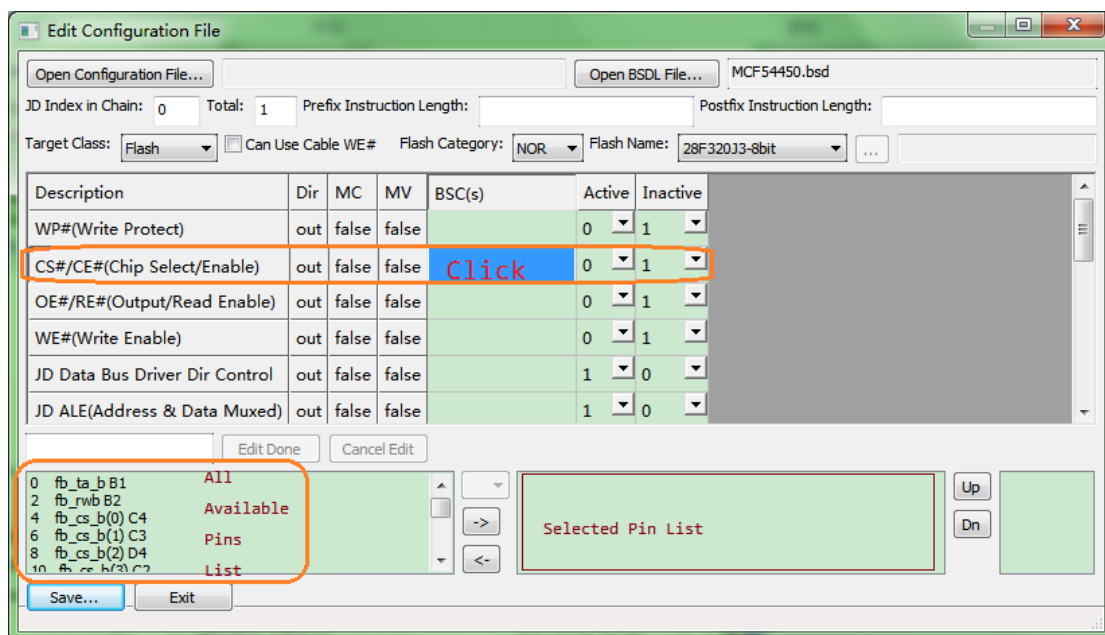 Edit Configuration File
Open Configuration File... Open BSDL File... MCF54450.bsd
JD Index in Chain: 0 Total: 1 Prefix Instruction Length: Postfix Instruction Length:
Target Class: Flash Can Use Cable WE# Flash Category: NOR Flash Name: 28F320J3-8bit ...
Description Dir MC MV BSC(s) Active Inactive
WP#(Write Protect) out false false 0 1
CS#/CE#(Chip Select/Enable) out false false Click 0 1
OE#/RE#(Output/Read Enable) out false false 0 1
WE#(Write Enable) out false false 0 1
JD Data Bus Driver Dir Control out false false 1 0
JD ALE(Address & Data Muxed) out false false 1 0
Edit Done Cancel Edit
0 fb_ta_b B1
2 fb_rwb B2
4 fb_cs_b(0) C4
6 fb_cs_b(1) C3
8 fb_cs_b(2) D4
10 fb_cs_b(3) C2
All
Available
Pins
List
->
<-
Selected Pin List
Up
Dn
Save... Exit